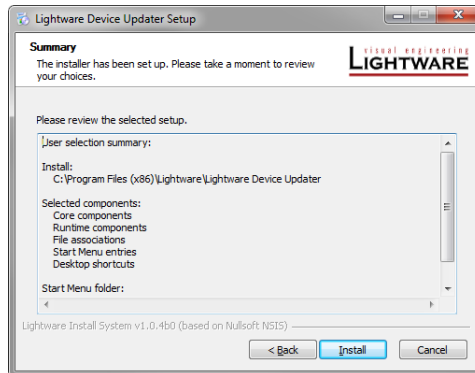 Lightware Device Updater Setup
Summary
The installer has been set up. Please take a moment to review
your choices.
visual engineering
LIGHTWARE
Please review the selected setup.
User selection summary:
Install:
C:\Program Files (x86)\Lightware\Lightware Device Updater
Selected components:
Core components
Runtime components
File associations
Start Menu entries
Desktop shortcuts
Start Menu folder:
Lightware Install System v1.0.4b0 (based on Nullsoft NSIS)
< Back
Install
Cancel